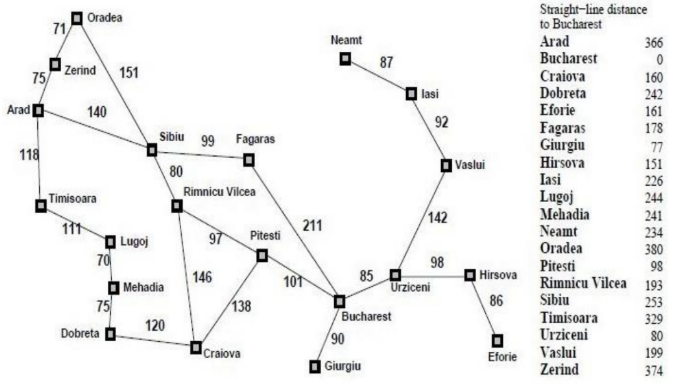 Oradea
71
Neamt
Zerind
151
87
75
Iasi
Arad
140
92
Sibiu
99
Fagaras
118
80
Vaslui
Rimnicu Vilcea
Timisoara
211
142
111
Lugoj
97
Pitesti
70
98
Hirsova
146
101
85
Urziceni
Mehadia
138
86
75
Bucharest
120
90
Dobreta
Craiova
Eforie
Giurgiu
Straight-line distance
to Bucharest
Arad 366
Bucharest 0
Craiova 160
Dobreta 242
Eforie 161
Fagaras 178
Giurgiu 77
Hirsova 151
Iasi 226
Lugoj 244
Mehadia 241
Neamt 234
Oradea 380
Pitesti 98
Rimnicu Vilcea 193
Sibiu 253
Timisoara 329
Urziceni 80
Vaslui 199
Zerind 374